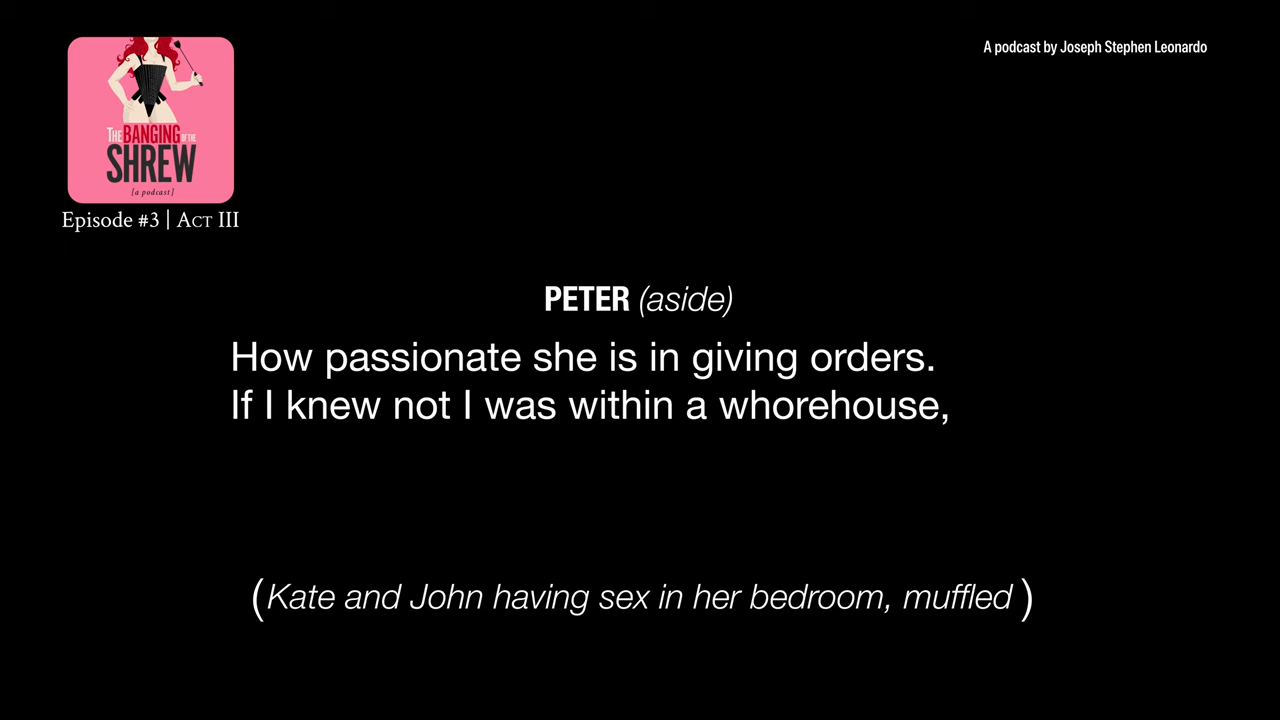 A podcast by Joseph Stephen Leonardo
THE BANGING OF THE
SHREW
[a podcast]
Episode #3 | ACT III
PETER (aside)
How passionate she is in giving orders.
If I knew not I was within a whorehouse,
(Kate and John having sex in her bedroom, muffled )